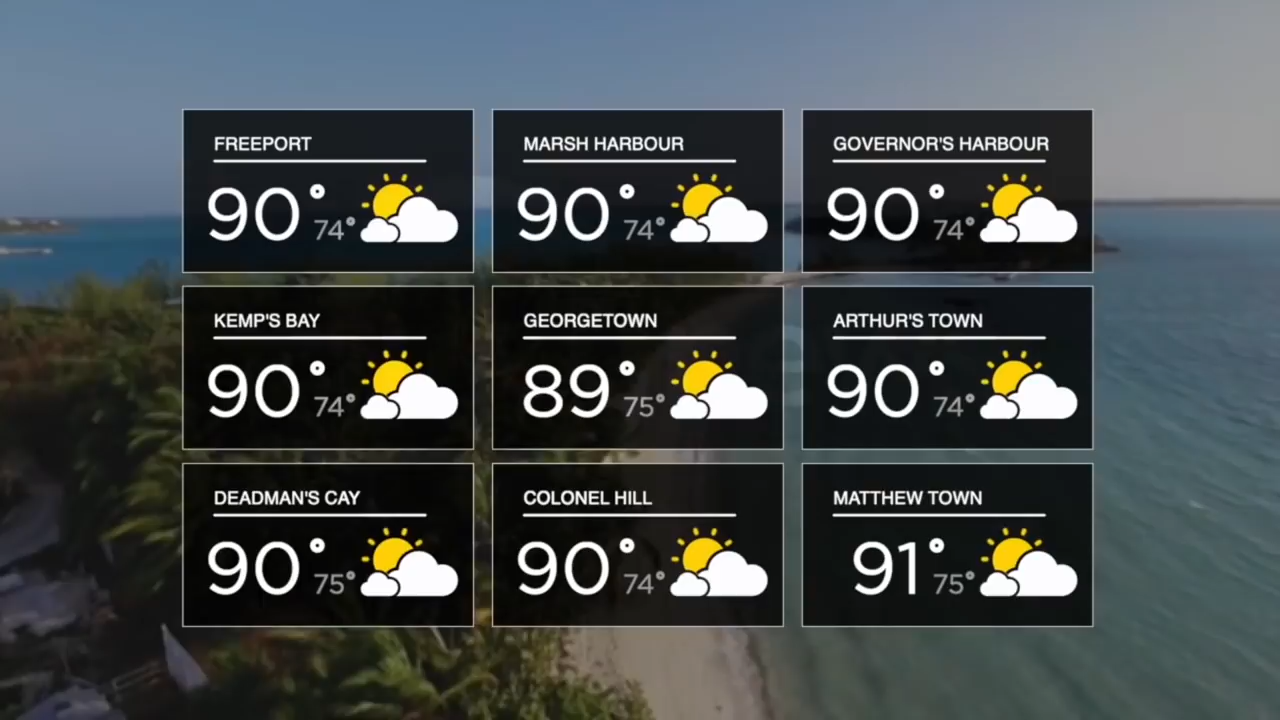 FREEPORT
90° 74°
MARSH HARBOUR
90° 74°
GOVERNOR'S HARBOUR
90° 74°
KEMP'S BAY
90° 74°
GEORGETOWN
89° 75°
ARTHUR'S TOWN
90° 74°
DEADMAN'S CAY
90° 75°
COLONEL HILL
90° 74°
MATTHEW TOWN
91° 75°